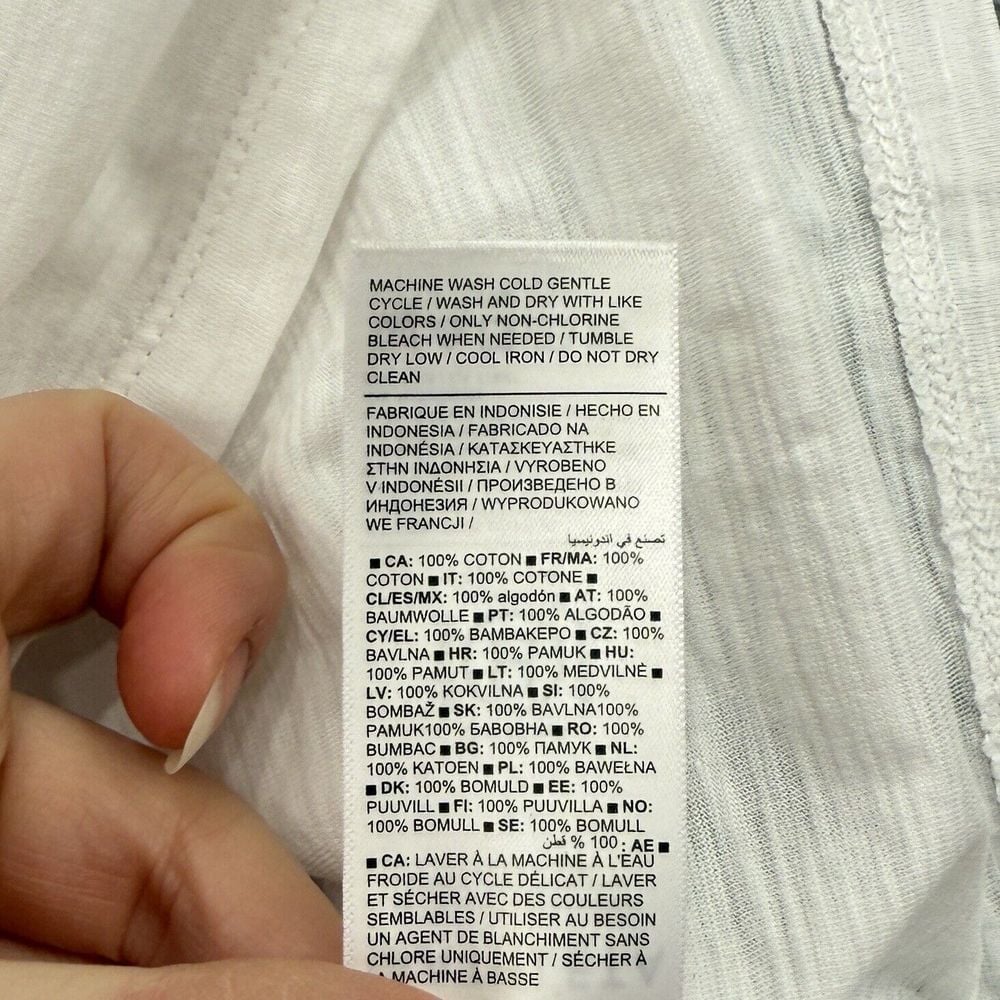 MACHINE WASH COLD GENTLE
CYCLE / WASH AND DRY WITH LIKE
COLORS / ONLY NON-CHLORINE
BLEACH WHEN NEEDED / TUMBLE
DRY LOW / COOL IRON / DO NOT DRY
CLEAN
FABRIQUE EN INDONISIE / HECHO EN
INDONESIA / FABRICADO NA
INDONÉSIA / ΚΑΤΑΣΚΕΥΑΣΤΗΚΕ
ΣΤΗΝ ΙΝΔΟΝΗΣΙΑ / VYROBENO
V INDONÉSII / ПРОИЗВЕДЕНО В
ИНДОНЕЗИЯ / WYPRODUKOWANO
WE FRANCJI /
تصنع في اندونيسيا
■ CA: 100% COTON ■ FR/MA: 100%
COTON ■ IT: 100% COTONE ■
CL/ES/MX: 100% algodón ■ AT: 100%
BAUMWOLLE ■ PT: 100% ALGODÃO ■
CY/EL: 100% ΒΑΜΒΑΚΕΡΟ ■ CZ: 100%
BAVLNA ■ HR: 100% PAMUK ■ HU:
100% PAMUT ■ LT: 100% MEDVILNĖ ■
LV: 100% KOKVILNA ■ SI: 100%
BOMBAŽ ■ SK: 100% BAVLNA100%
PAMUK100% БАВОВНА ■ RO: 100%
BUMBAC ■ BG: 100% ПАМУК ■ NL:
100% KATOEN ■ PL: 100% BAWEŁNA
■ DK: 100% BOMULD ■ EE: 100%
PUUVILL ■ FI: 100% PUUVILLA ■ NO:
100% BOMULL ■ SE: 100% BOMULL
■ AE : 100 % قطن
■ CA: LAVER À LA MACHINE À L'EAU
FROIDE AU CYCLE DÉLICAT / LAVER
ET SÉCHER AVEC DES COULEURS
SEMBLABLES / UTILISER AU BESOIN
UN AGENT DE BLANCHIMENT SANS
CHLORE UNIQUEMENT / SÉCHER À
LA MACHINE À BASSE